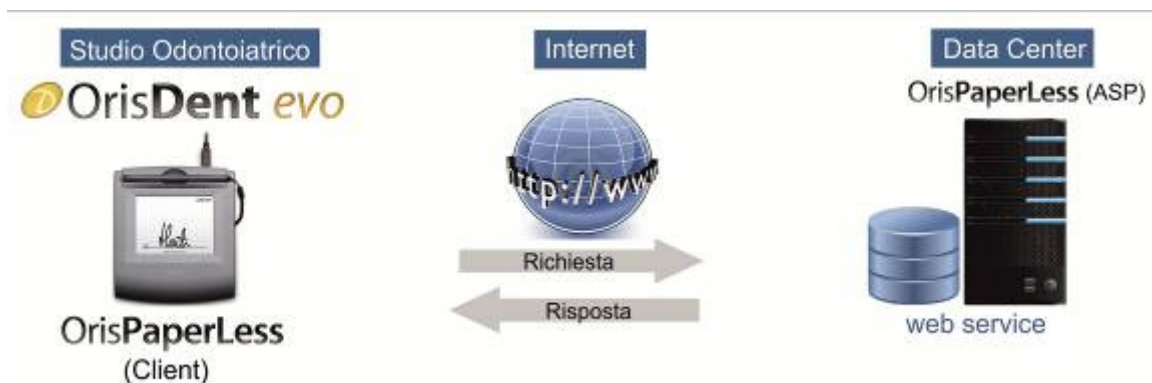 Studio Odontoiatrico
OrisDent evo
OrisPaperLess
(Client)
Internet
http://www
Richiesta
Risposta
Data Center
OrisPaperLess (ASP)
web service